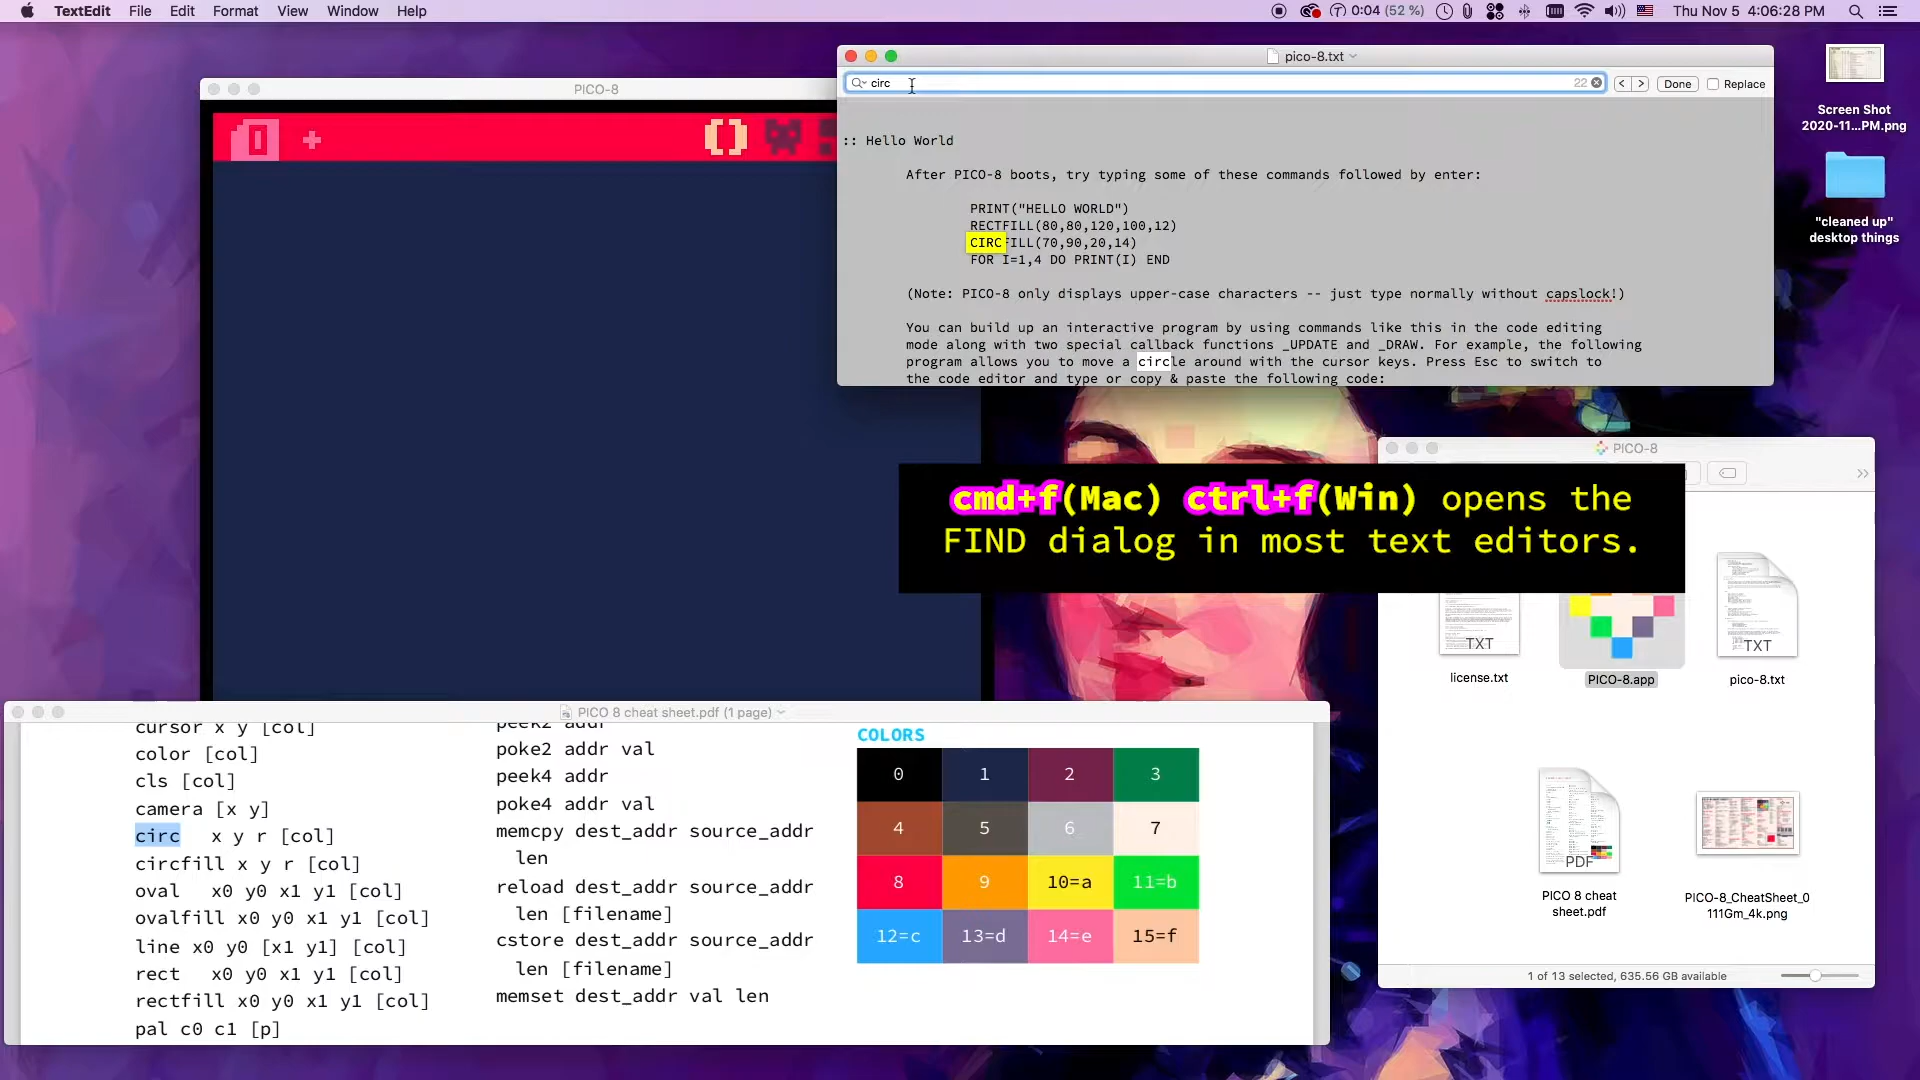 TextEdit File Edit Format View Window Help
0:04 (52 %) Thu Nov 5 4:06:28 PM
pico-8.txt
circ 22 < > Done Replace
:: Hello World
After PICO-8 boots, try typing some of these commands followed by enter:
PRINT("HELLO WORLD")
RECTFILL(80,80,120,100,12)
CIRCFILL(70,90,20,14)
FOR I=1,4 DO PRINT(I) END
(Note: PICO-8 only displays upper-case characters -- just type normally without capslock!)
You can build up an interactive program by using commands like this in the code editing
mode along with two special callback functions _UPDATE and _DRAW. For example, the following
program allows you to move a circle around with the cursor keys. Press Esc to switch to
the code editor and type or copy & paste the following code:
PICO-8
0 +
Screen Shot
2020-11...PM.png
"cleaned up"
desktop things
cmd+f(Mac) ctrl+f(Win) opens the
FIND dialog in most text editors.
PICO-8
TXT
license.txt
PICO-8.app
TXT
pico-8.txt
PDF
PICO 8 cheat
sheet.pdf
PICO-8_CheatSheet_0
111Gm_4k.png
1 of 13 selected, 635.56 GB available
PICO 8 cheat sheet.pdf (1 page)
cursor x y [col]
color [col]
cls [col]
camera [x y]
circ x y r [col]
circfill x y r [col]
oval x0 y0 x1 y1 [col]
ovalfill x0 y0 x1 y1 [col]
line x0 y0 [x1 y1] [col]
rect x0 y0 x1 y1 [col]
rectfill x0 y0 x1 y1 [col]
pal c0 c1 [p]
peek2 addr
poke2 addr val
peek4 addr
poke4 addr val
memcpy dest_addr source_addr
len
reload dest_addr source_addr
len [filename]
cstore dest_addr source_addr
len [filename]
memset dest_addr val len
COLORS
0 1 2 3
4 5 6 7
8 9 10=a 11=b
12=c 13=d 14=e 15=f